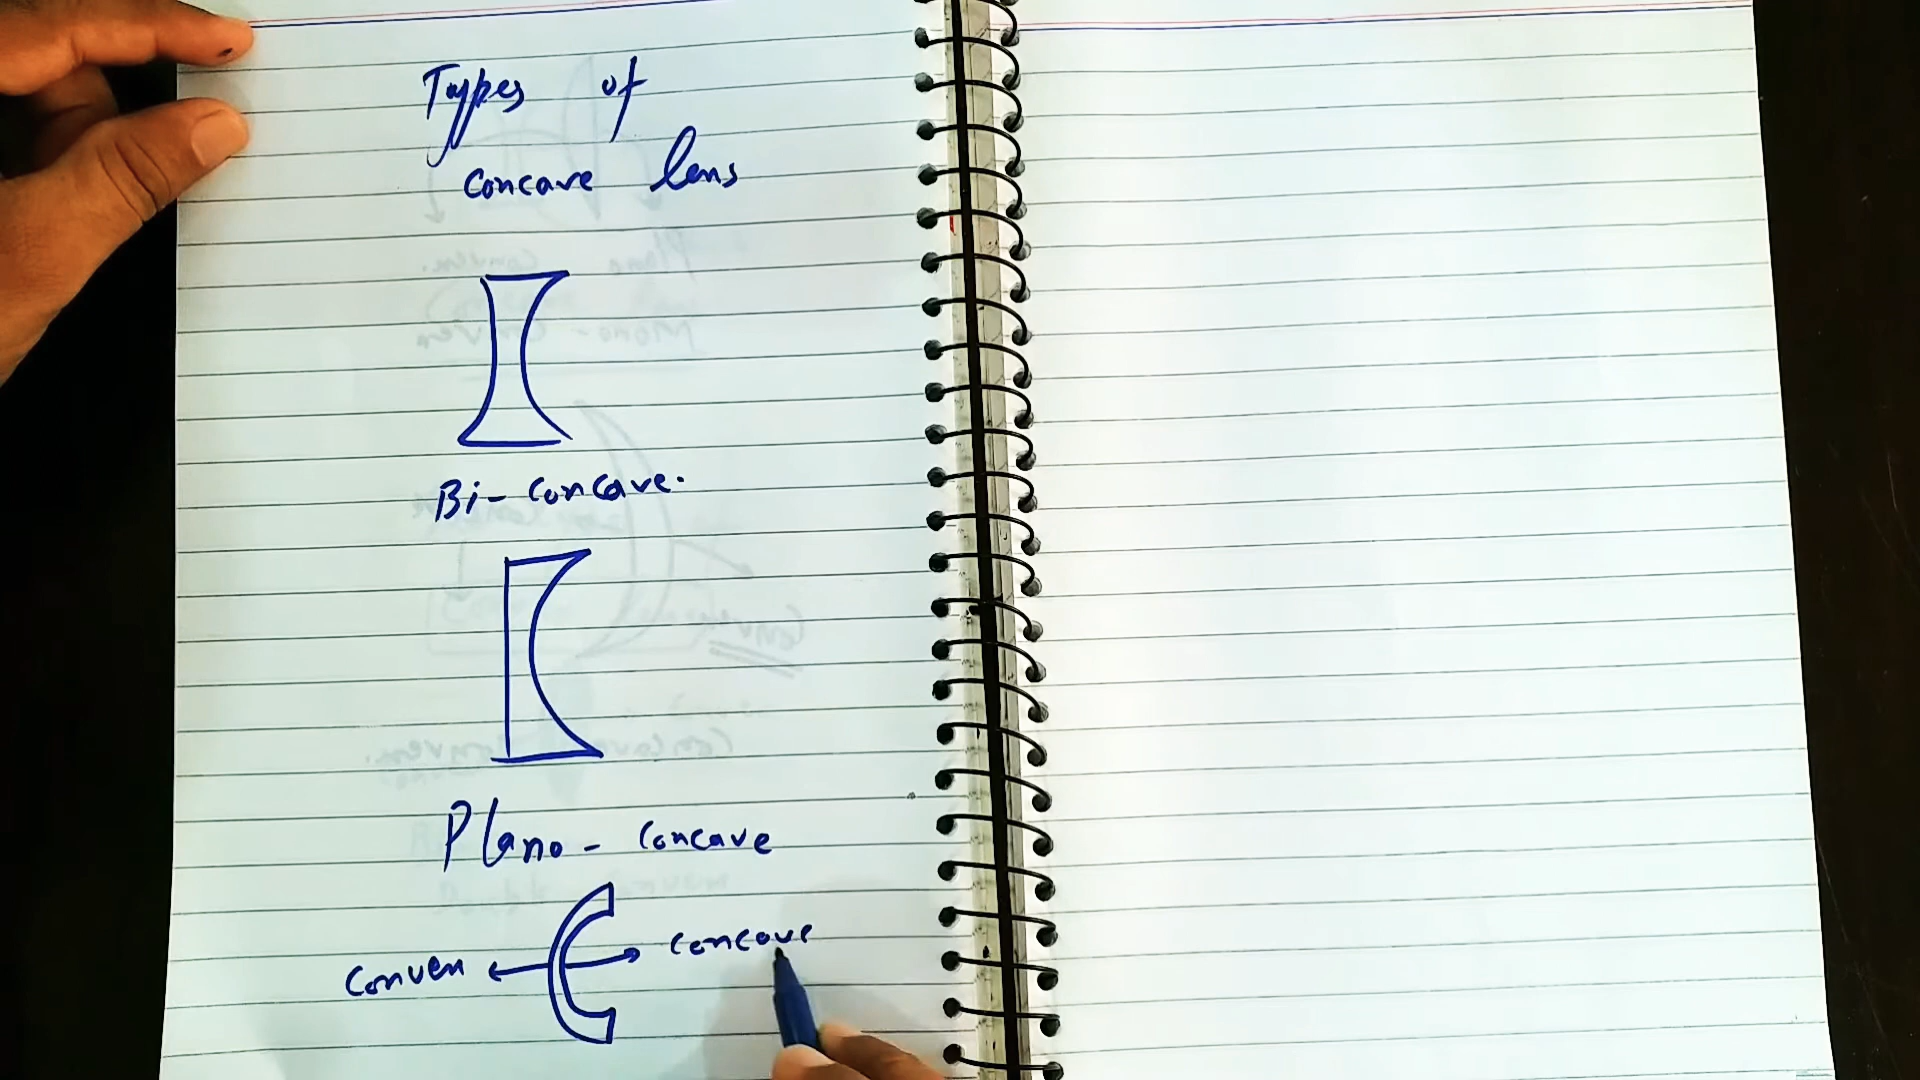 Types of
concave lens
Bi-concave.
Plano-concave
convex concave